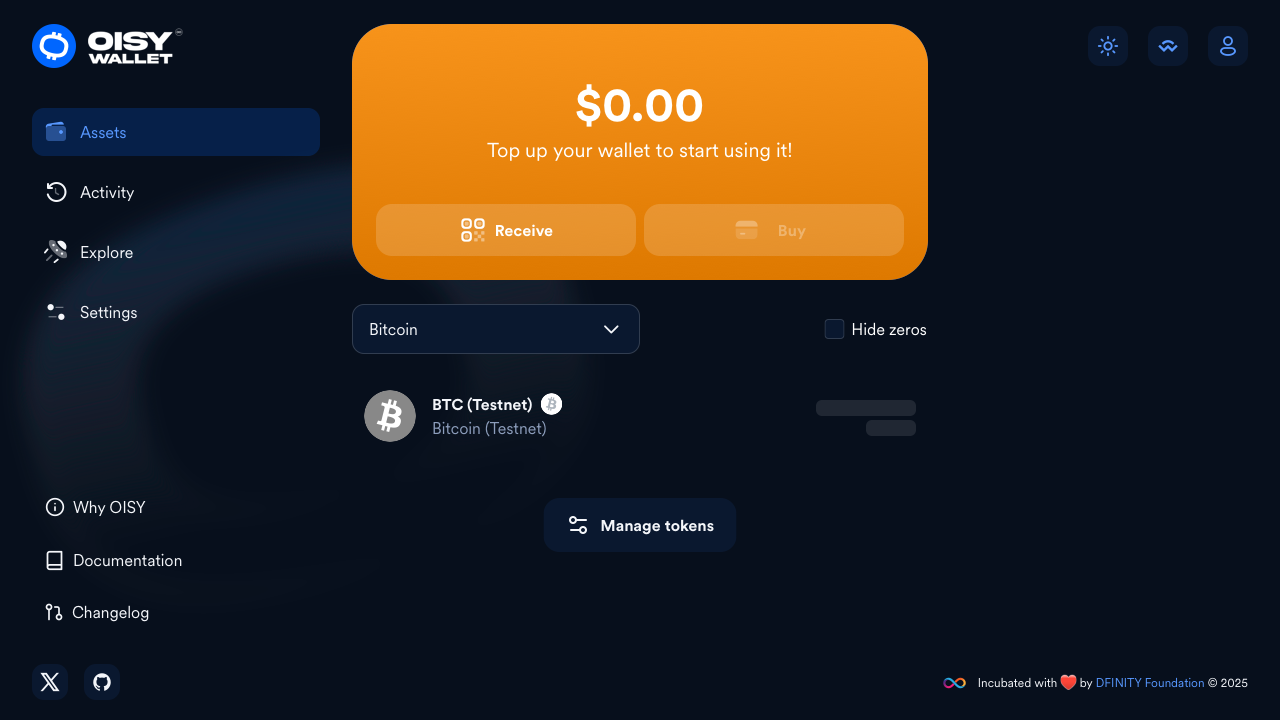 OISY
WALLET
$0.00
Top up your wallet to start using it!
Receive
Buy
Assets
Activity
Explore
Settings
Bitcoin
Hide zeros
BTC (Testnet)
Bitcoin (Testnet)
Manage tokens
Why OISY
Documentation
Changelog
Incubated with ❤️ by DFINITY Foundation © 2025